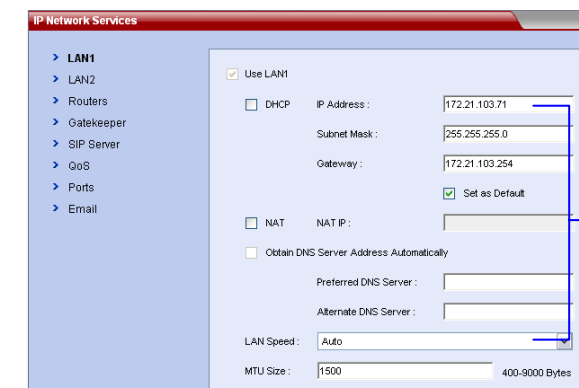 IP Network Services
LAN1
LAN2
Routers
Gatekeeper
SIP Server
QoS
Ports
Email
Use LAN1
DHCP IP Address : 172.21.103.71
Subnet Mask : 255.255.255.0
Gateway : 172.21.103.254
Set as Default
NAT NAT IP :
Obtain DNS Server Address Automatically
Preferred DNS Server :
Alternate DNS Server :
LAN Speed : Auto
MTU Size : 1500 400-9000 Bytes